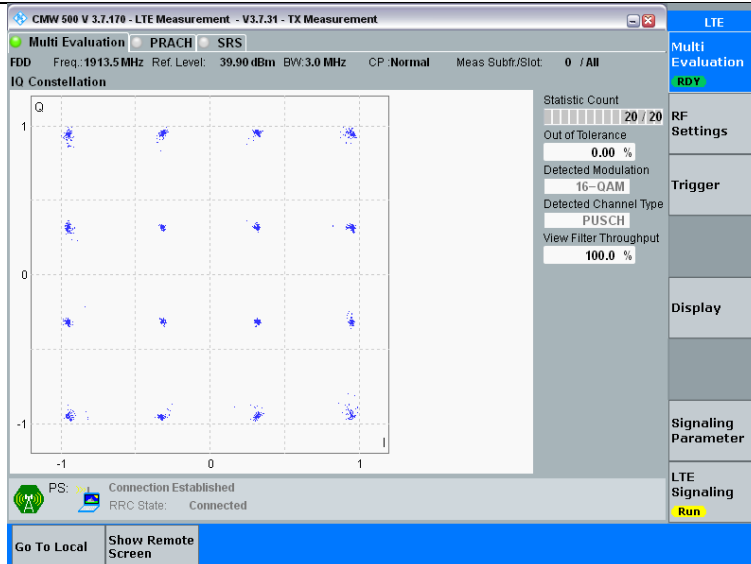 CMW 500 V 3.7.170 - LTE Measurement - V3.7.31 - TX Measurement
LTE
Multi Evaluation PRACH SRS
FDD Freq.: 1913.5 MHz Ref. Level: 39.90 dBm BW: 3.0 MHz CP : Normal Meas Subfr./Slot: 0 / All
IQ Constellation
Q
1
0
-1
I
-1 0 1
Statistic Count
20 / 20
Out of Tolerance
0.00 %
Detected Modulation
16-QAM
Detected Channel Type
PUSCH
View Filter Throughput
100.0 %
Multi
Evaluation
RDY
RF
Settings
Trigger
Display
Signaling
Parameter
LTE
Signaling
Run
PS: Connection Established
RRC State: Connected
Go To Local
Show Remote
Screen